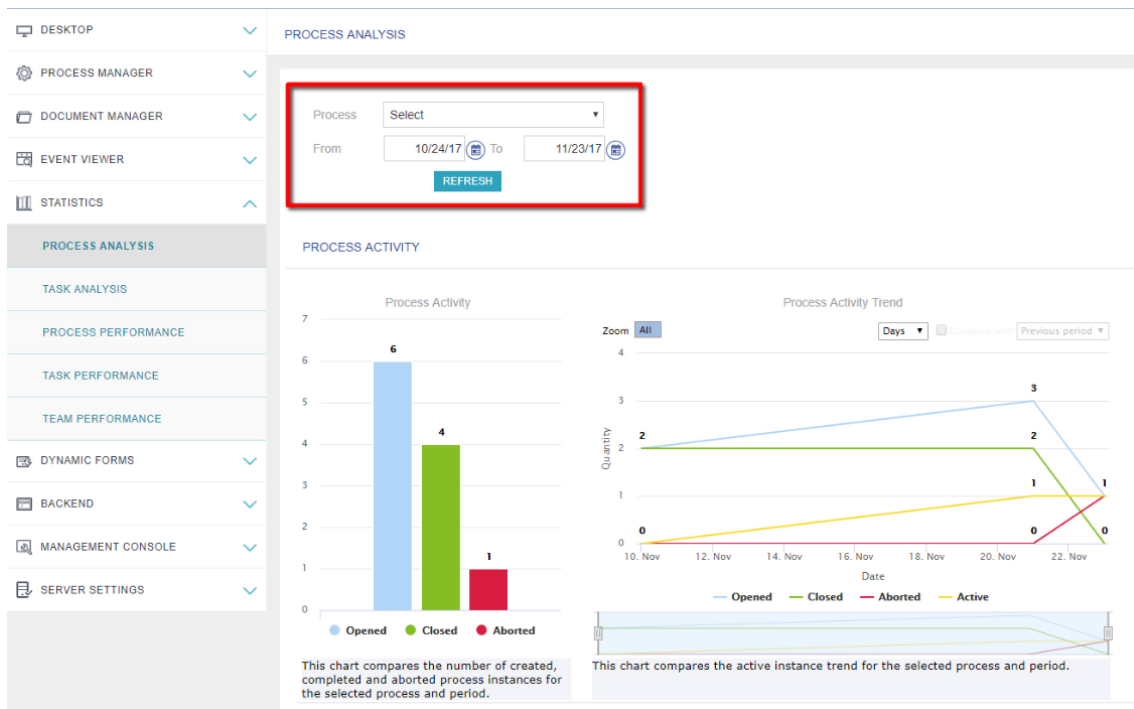 DESKTOP
PROCESS MANAGER
DOCUMENT MANAGER
EVENT VIEWER
STATISTICS
PROCESS ANALYSIS
TASK ANALYSIS
PROCESS PERFORMANCE
TASK PERFORMANCE
TEAM PERFORMANCE
DYNAMIC FORMS
BACKEND
MANAGEMENT CONSOLE
SERVER SETTINGS
PROCESS ANALYSIS
Process Select
From 10/24/17 To 11/23/17
REFRESH
PROCESS ACTIVITY
Process Activity
7
6
5
4
3
2
1
0
6
4
1
Opened Closed Aborted
This chart compares the number of created,
completed and aborted process instances for
the selected process and period.
Process Activity Trend
Zoom All Days Compare with Previous period
Quantity
4
3
2
1
0
2
0
3
2
1
0
1
0
10. Nov 12. Nov 14. Nov 16. Nov 18. Nov 20. Nov 22. Nov
Date
Opened Closed Aborted Active
This chart compares the active instance trend for the selected process and period.